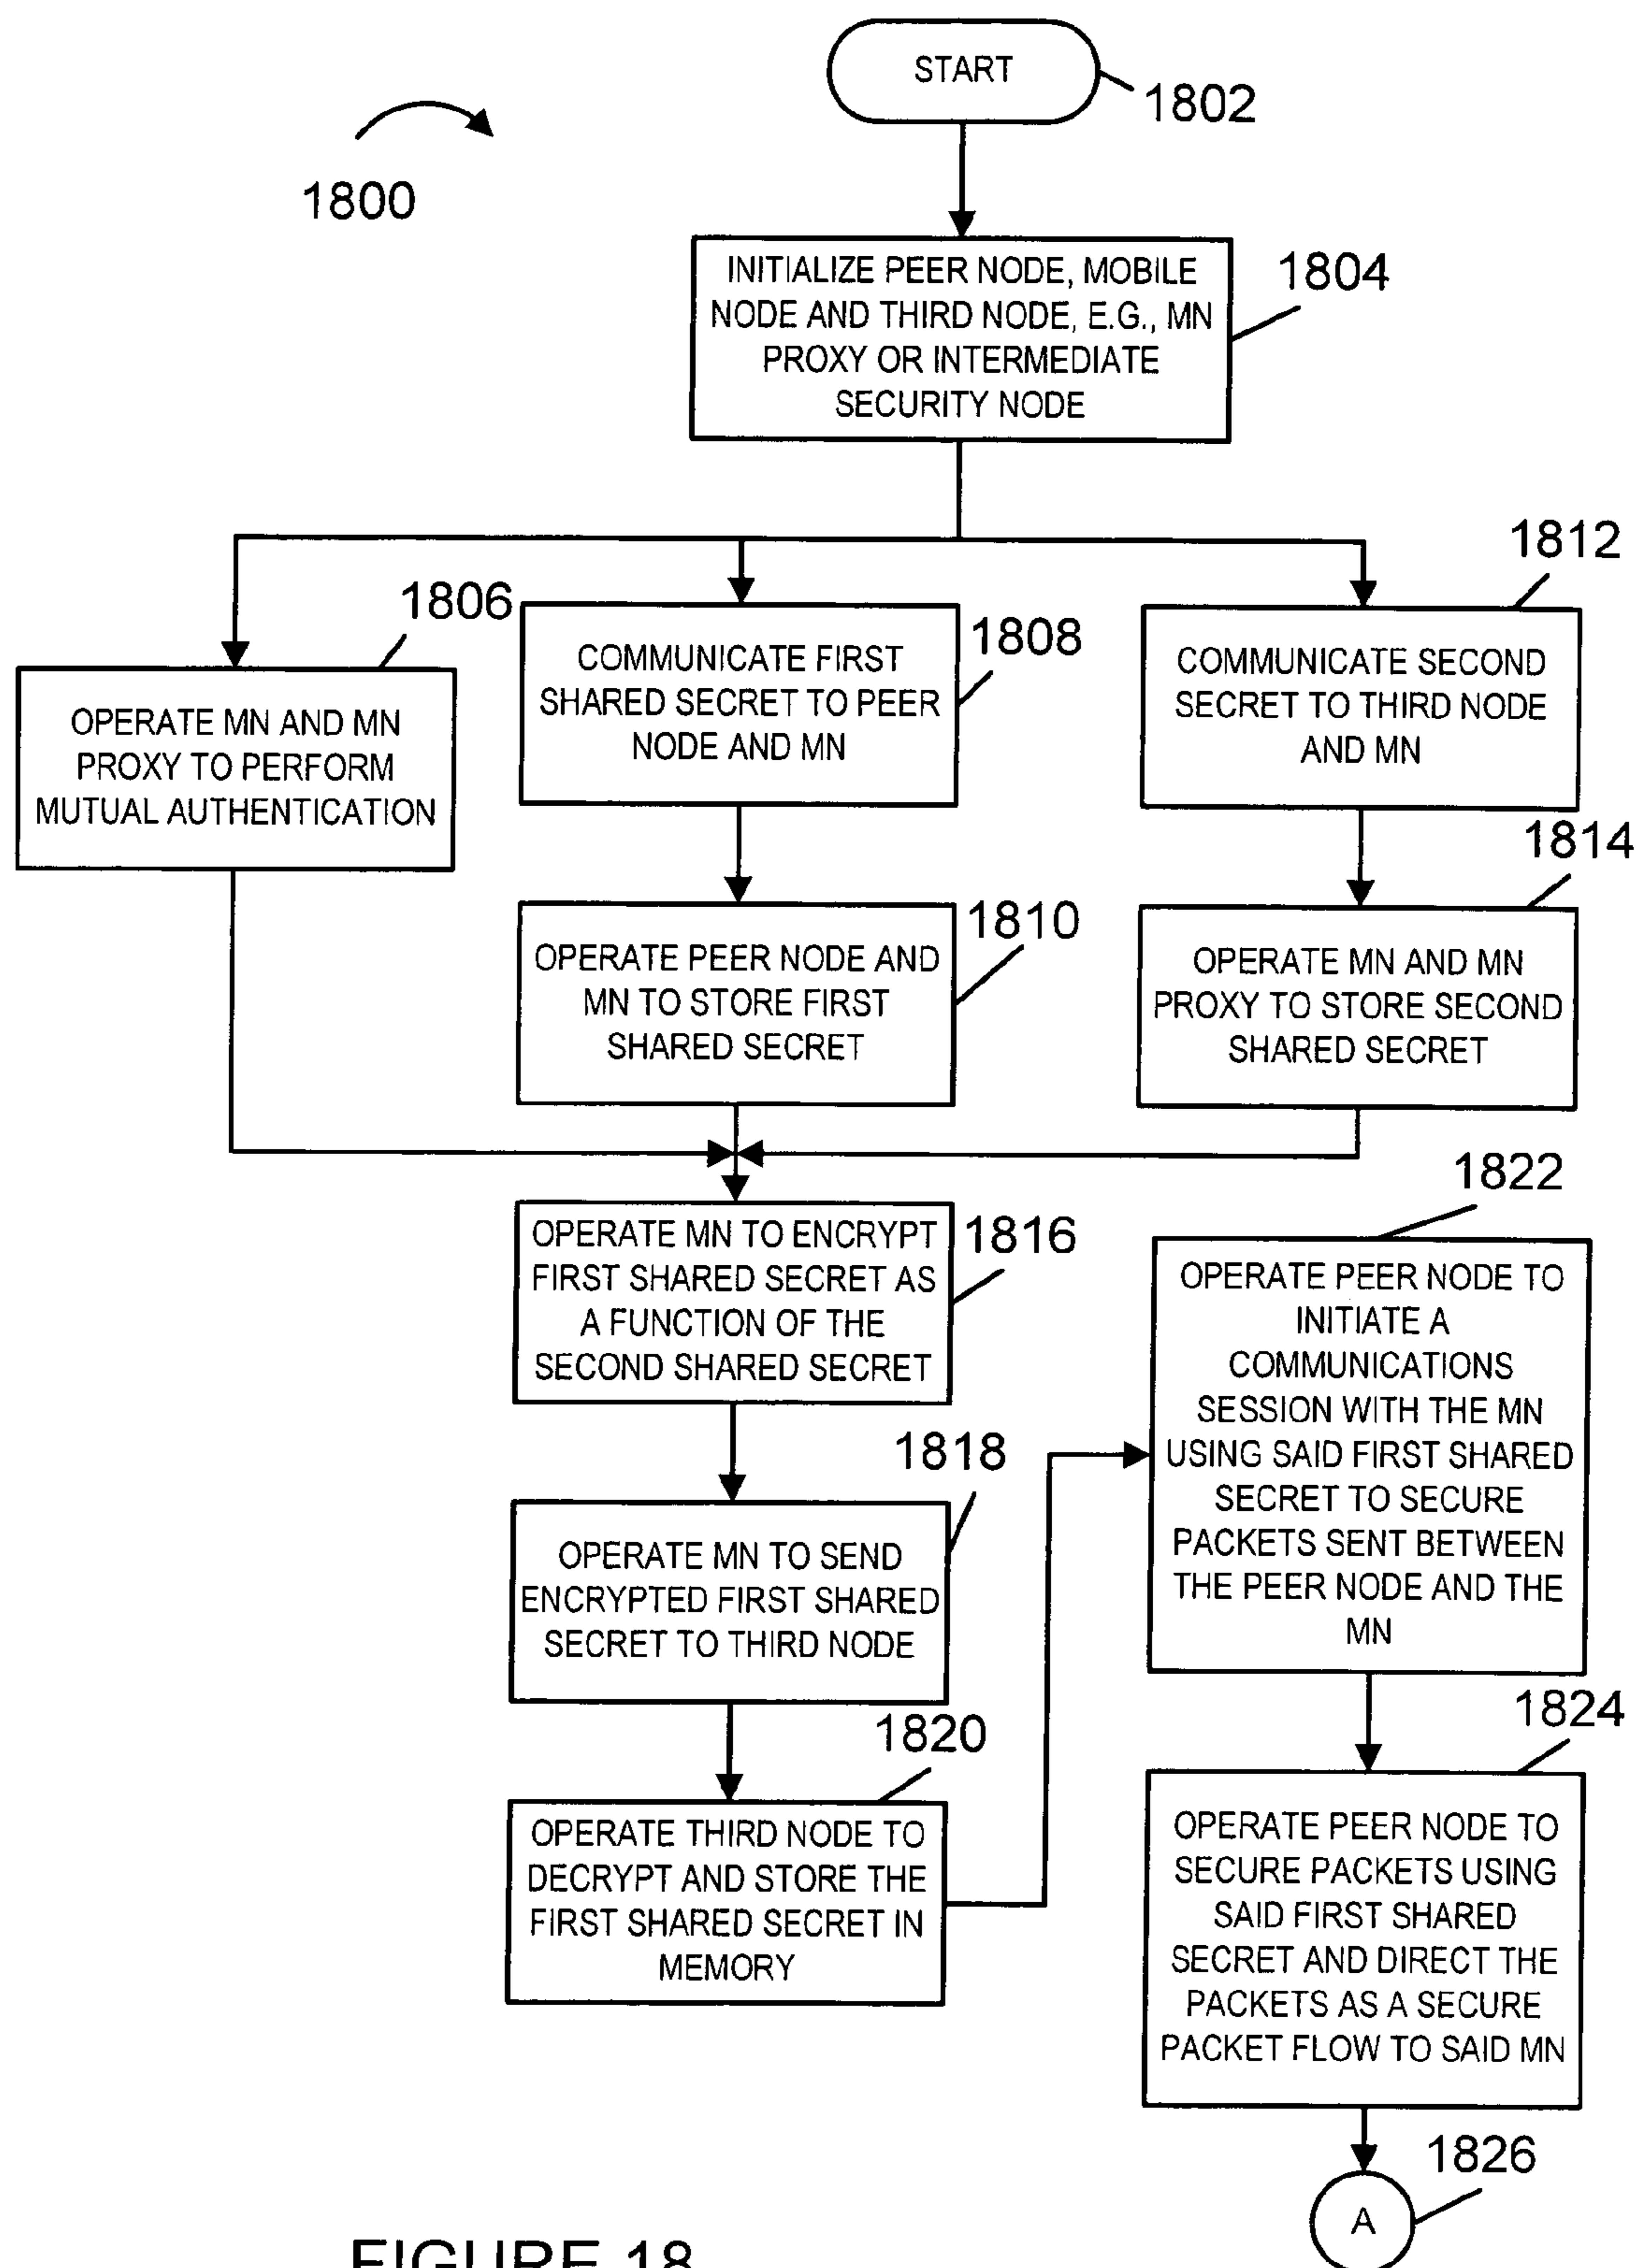 START
1802
1800
INITIALIZE PEER NODE, MOBILE
NODE AND THIRD NODE, E.G., MN
PROXY OR INTERMEDIATE
SECURITY NODE
1804
1806
OPERATE MN AND MN
PROXY TO PERFORM
MUTUAL AUTHENTICATION
1808
COMMUNICATE FIRST
SHARED SECRET TO PEER
NODE AND MN
1812
COMMUNICATE SECOND
SECRET TO THIRD NODE
AND MN
1810
OPERATE PEER NODE AND
MN TO STORE FIRST
SHARED SECRET
1814
OPERATE MN AND MN
PROXY TO STORE SECOND
SHARED SECRET
1816
OPERATE MN TO ENCRYPT
FIRST SHARED SECRET AS
A FUNCTION OF THE
SECOND SHARED SECRET
1818
OPERATE MN TO SEND
ENCRYPTED FIRST SHARED
SECRET TO THIRD NODE
1820
OPERATE THIRD NODE TO
DECRYPT AND STORE THE
FIRST SHARED SECRET IN
MEMORY
1822
OPERATE PEER NODE TO
INITIATE A
COMMUNICATIONS
SESSION WITH THE MN
USING SAID FIRST SHARED
SECRET TO SECURE
PACKETS SENT BETWEEN
THE PEER NODE AND THE
MN
1824
OPERATE PEER NODE TO
SECURE PACKETS USING
SAID FIRST SHARED
SECRET AND DIRECT THE
PACKETS AS A SECURE
PACKET FLOW TO SAID MN
1826
A
FIGURE 18